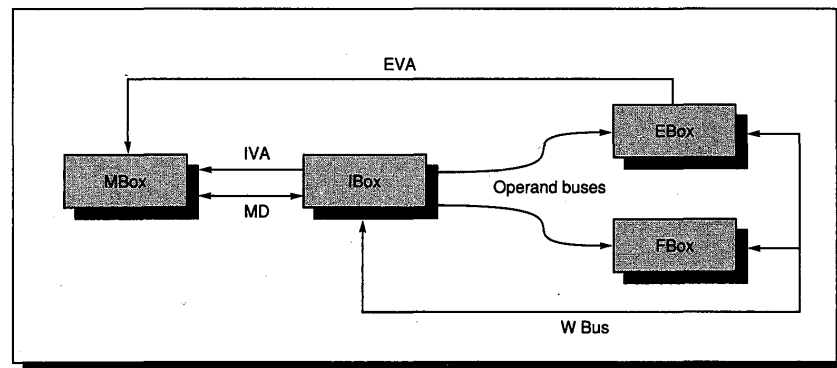 EVA
EBox
IVA
MBox
IBox
Operand buses
MD
FBox
W Bus